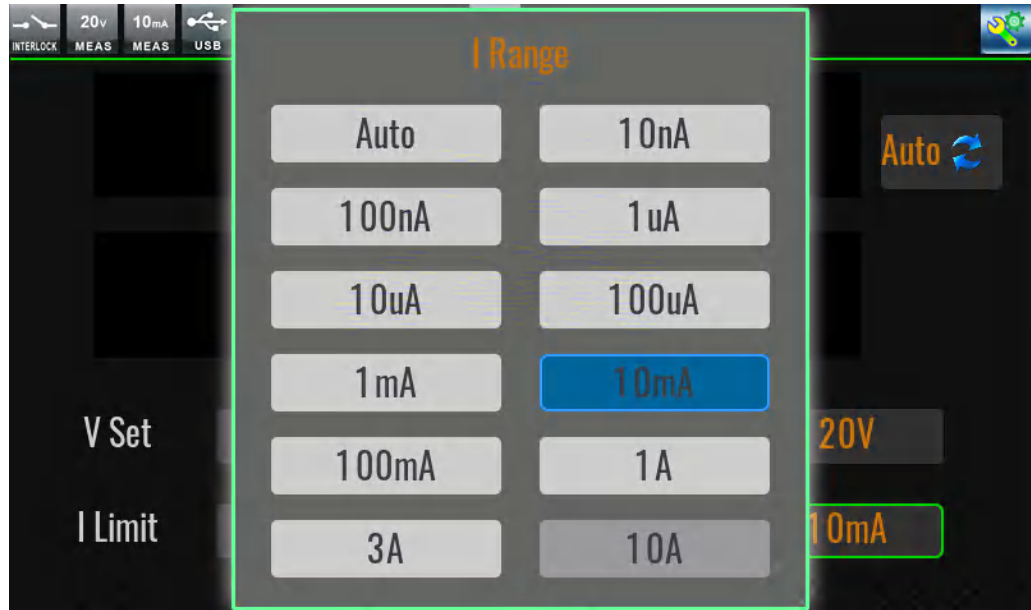 20V 10mA
INTERLOCK MEAS MEAS USB
I Range
Auto 10nA
Auto
100nA 1uA
10uA 100uA
1mA 10mA
V Set 20V
100mA 1A
I Limit 10mA
3A 10A